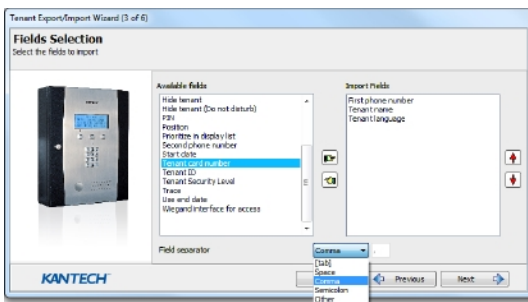 Tenant Export/Import Wizard (3 of 6)
Fields Selection
Select the fields to import
Available fields
Hide tenant
Hide tenant (Do not disturb)
PIN
Position
Prioritize in display list
Second phone number
Start date
Tenant card number
Tenant ID
Tenant Security Level
Trace
Use end date
Wiegand interface for access
Import Fields
First phone number
Tenant name
Tenant language
Field separator
Comma
[tab]
Space
Comma
Semicolon
Other
KANTECH
Previous
Next